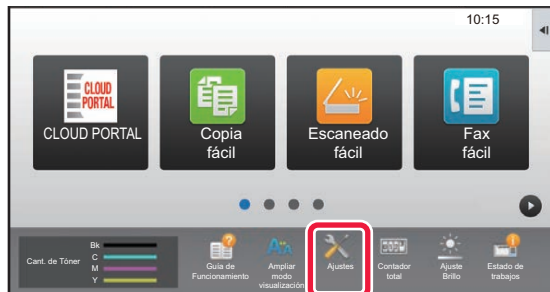 10:15
CLOUD
PORTAL
CLOUD PORTAL
Copia
fácil
Escaneado
fácil
Fax
fácil
Cant. de Tóner
Bk
C
M
Y
Guía de
Funcionamiento
Ampliar
modo
visualización
Ajustes
Contador
total
Ajuste
Brillo
Estado de
trabajos